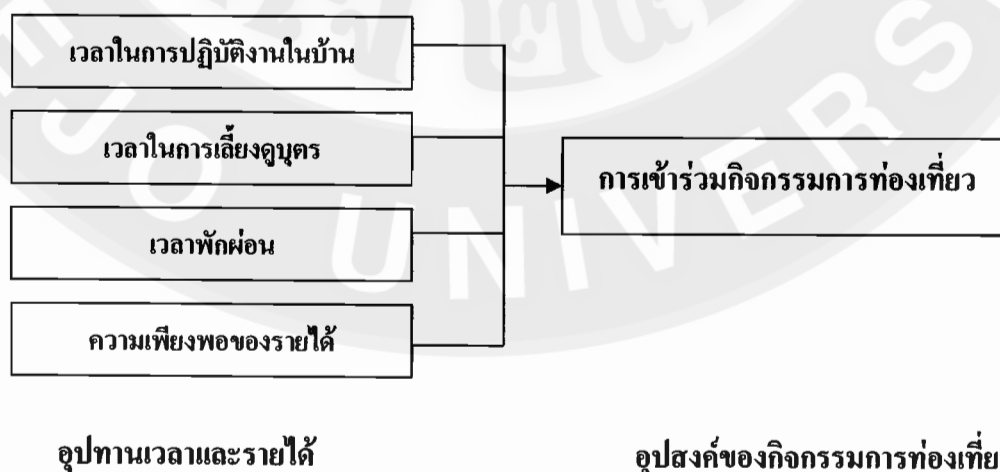 เวลาในการปฏิบัติงานในบ้าน
เวลาในการเลี้ยงดูบุตร
การเข้าร่วมกิจกรรมการท่องเที่ยว
เวลาพักผ่อน
ความเพียงพอของรายได้
อุปทานเวลาและรายได้
อุปสงค์ของกิจกรรมการท่องเที่ย
UNIVERS